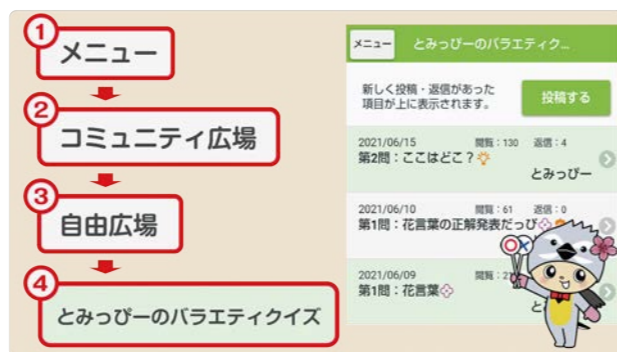 ①
メニュー
②
コミュニティ広場
③
自由広場
④
とみっぴーのバラエティクイズ
メニュー とみっぴーのバラエティク...
新しく投稿・返信があった
項目が上に表示されます。
投稿する
2021/06/15 閲覧：130 返信：4
第2問：ここはどこ？
とみっぴー
2021/06/10 閲覧：61 返信：0
第1問：花言葉の正解発表だっぴ
2021/06/09 閲覧：2
第1問：花言葉
と